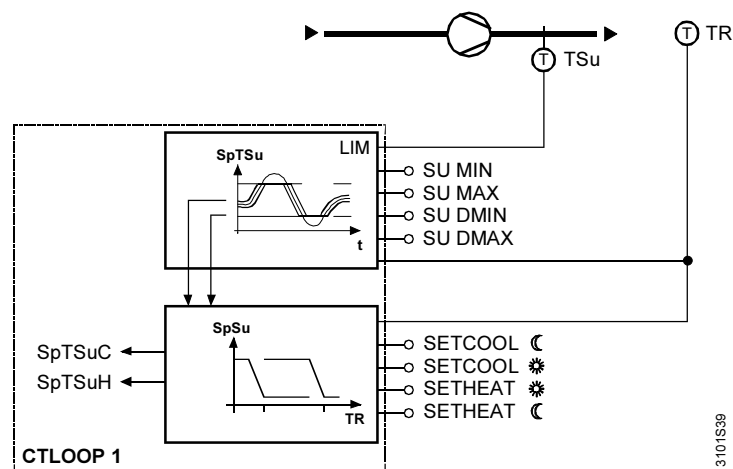 T TR
T TSu
LIM
SpTSu
t
SU MIN
SU MAX
SU DMIN
SU DMAX
SpSu
TR
SpTSuC
SpTSuH
SETCOOL
SETCOOL
SETHEAT
SETHEAT
CTLOOP 1
3101S39